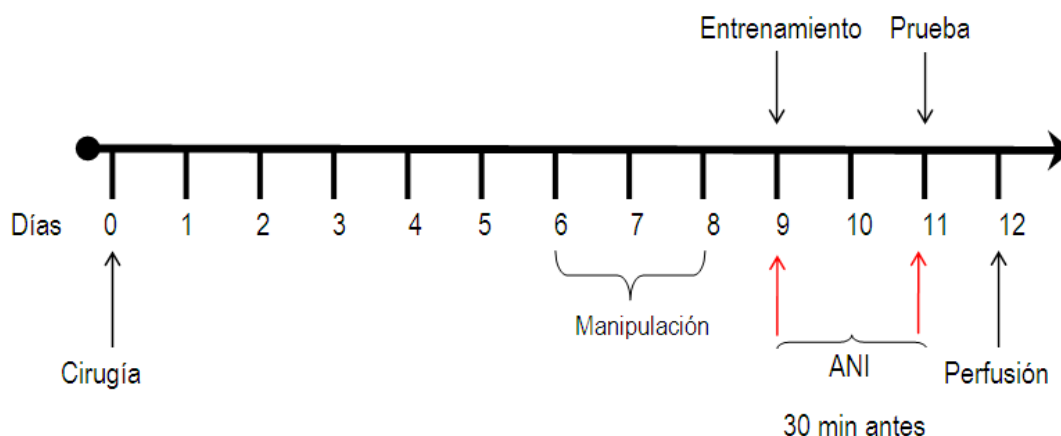 Entrenamiento Prueba
Días 0 1 2 3 4 5 6 7 8 9 10 11 12
Manipulación
Cirugía ANI Perfusión
30 min antes